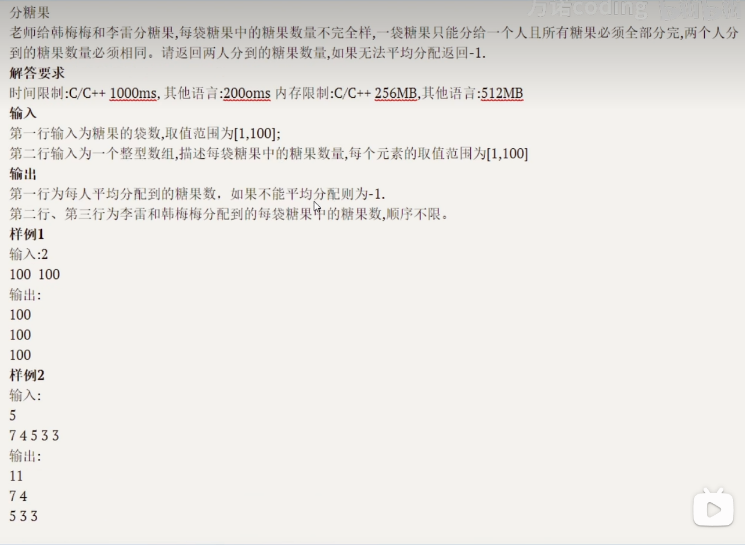 分糖果
老师给韩梅梅和李雷分糖果,每袋糖果中的糖果数量不完全样,一袋糖果只能分给一个人且所有糖果必须全部分完,两个人分
到的糖果数量必须相同。请返回两人分到的糖果数量,如果无法平均分配返回-1.
解答要求
时间限制:C/C++ 1000ms, 其他语言:200oms 内存限制:C/C++ 256MB,其他语言:512MB
输入
第一行输入为糖果的袋数,取值范围为[1,100];
第二行输入为一个整型数组,描述每袋糖果中的糖果数量,每个元素的取值范围为[1,100]
输出
第一行为每人平均分配到的糖果数，如果不能平均分配则为-1.
第二行、第三行为李雷和韩梅梅分配到的每袋糖果中的糖果数,顺序不限。
样例1
输入:2
100 100
输出:
100
100
100
样例2
输入:
5
7 4 5 3 3
输出:
11
7 4
5 3 3
coding